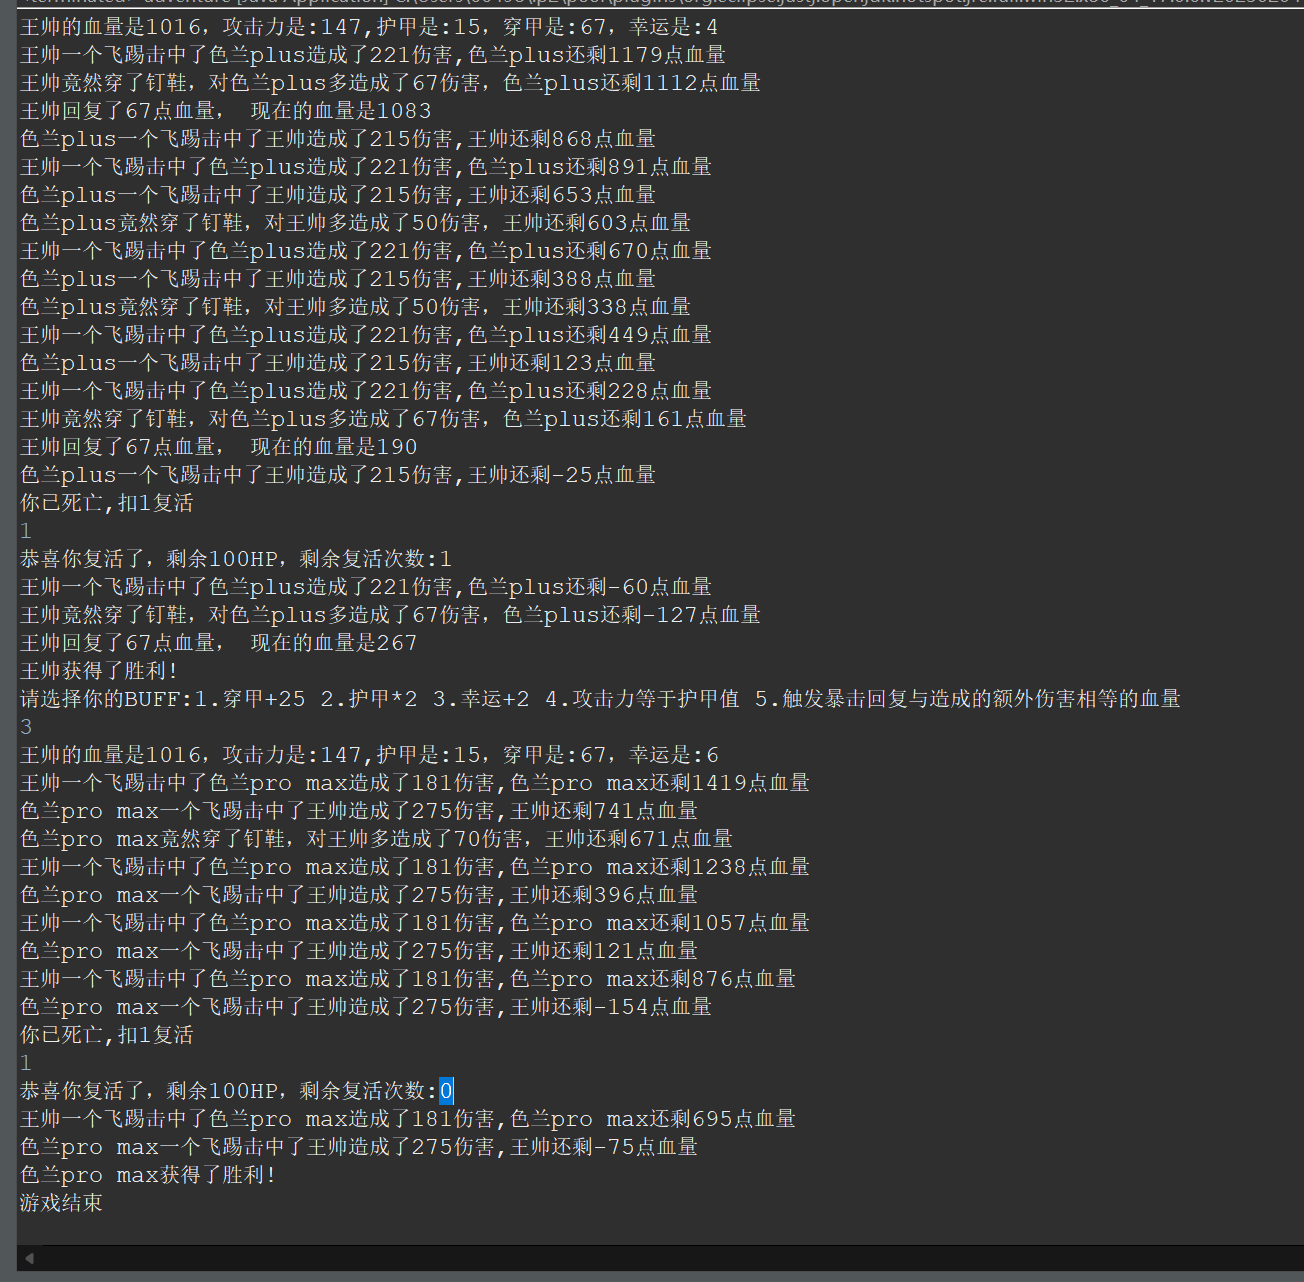 王帅的血量是1016，攻击力是:147,护甲是:15，穿甲是:67，幸运是:4
王帅一个飞踢击中了色兰plus造成了221伤害,色兰plus还剩1179点血量
王帅竟然穿了钉鞋，对色兰plus多造成了67伤害，色兰plus还剩1112点血量
王帅回复了67点血量， 现在的血量是1083
色兰plus一个飞踢击中了王帅造成了215伤害,王帅还剩868点血量
王帅一个飞踢击中了色兰plus造成了221伤害,色兰plus还剩891点血量
色兰plus一个飞踢击中了王帅造成了215伤害,王帅还剩653点血量
色兰plus竟然穿了钉鞋，对王帅多造成了50伤害，王帅还剩603点血量
王帅一个飞踢击中了色兰plus造成了221伤害,色兰plus还剩670点血量
色兰plus一个飞踢击中了王帅造成了215伤害,王帅还剩388点血量
色兰plus竟然穿了钉鞋，对王帅多造成了50伤害，王帅还剩338点血量
王帅一个飞踢击中了色兰plus造成了221伤害,色兰plus还剩449点血量
色兰plus一个飞踢击中了王帅造成了215伤害,王帅还剩123点血量
王帅一个飞踢击中了色兰plus造成了221伤害,色兰plus还剩228点血量
王帅竟然穿了钉鞋，对色兰plus多造成了67伤害，色兰plus还剩161点血量
王帅回复了67点血量， 现在的血量是190
色兰plus一个飞踢击中了王帅造成了215伤害,王帅还剩-25点血量
你已死亡,扣1复活
1
恭喜你复活了，剩余100HP，剩余复活次数:1
王帅一个飞踢击中了色兰plus造成了221伤害,色兰plus还剩-60点血量
王帅竟然穿了钉鞋，对色兰plus多造成了67伤害，色兰plus还剩-127点血量
王帅回复了67点血量， 现在的血量是267
王帅获得了胜利!
请选择你的BUFF:1.穿甲+25 2.护甲*2 3.幸运+2 4.攻击力等于护甲值 5.触发暴击回复与造成的额外伤害相等的血量
3
王帅的血量是1016，攻击力是:147,护甲是:15，穿甲是:67，幸运是:6
王帅一个飞踢击中了色兰pro max造成了181伤害,色兰pro max还剩1419点血量
色兰pro max一个飞踢击中了王帅造成了275伤害,王帅还剩741点血量
色兰pro max竟然穿了钉鞋，对王帅多造成了70伤害，王帅还剩671点血量
王帅一个飞踢击中了色兰pro max造成了181伤害,色兰pro max还剩1238点血量
色兰pro max一个飞踢击中了王帅造成了275伤害,王帅还剩396点血量
王帅一个飞踢击中了色兰pro max造成了181伤害,色兰pro max还剩1057点血量
色兰pro max一个飞踢击中了王帅造成了275伤害,王帅还剩121点血量
王帅一个飞踢击中了色兰pro max造成了181伤害,色兰pro max还剩876点血量
色兰pro max一个飞踢击中了王帅造成了275伤害,王帅还剩-154点血量
你已死亡,扣1复活
1
恭喜你复活了，剩余100HP，剩余复活次数:0
王帅一个飞踢击中了色兰pro max造成了181伤害,色兰pro max还剩695点血量
色兰pro max一个飞踢击中了王帅造成了275伤害,王帅还剩-75点血量
色兰pro max获得了胜利!
游戏结束